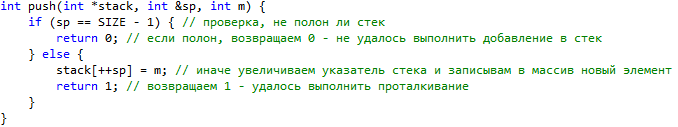 int push(int *stack, int &sp, int m) {
    if (sp == SIZE - 1) { // проверка, не полон ли стек
        return 0; // если полон, возвращаем 0 - не удалось выполнить добавление в стек
    } else {
        stack[++sp] = m; // иначе увеличиваем указатель стека и записывам в массив новый элемент
        return 1; // возвращаем 1 - удалось выполнить проталкивание
    }
}